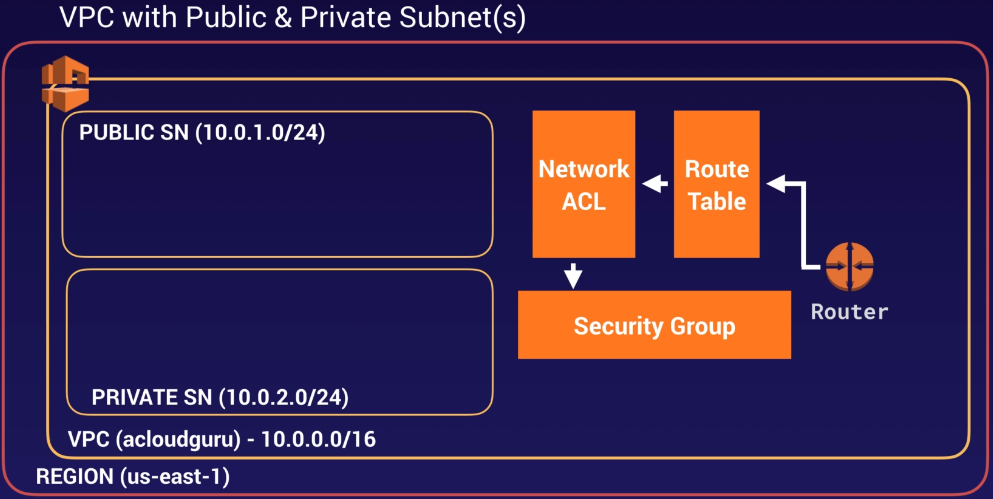 VPC with Public & Private Subnet(s)
PUBLIC SN (10.0.1.0/24)
Network
ACL
Route
Table
Router
Security Group
PRIVATE SN (10.0.2.0/24)
VPC (acloudguru) - 10.0.0.0/16
REGION (us-east-1)